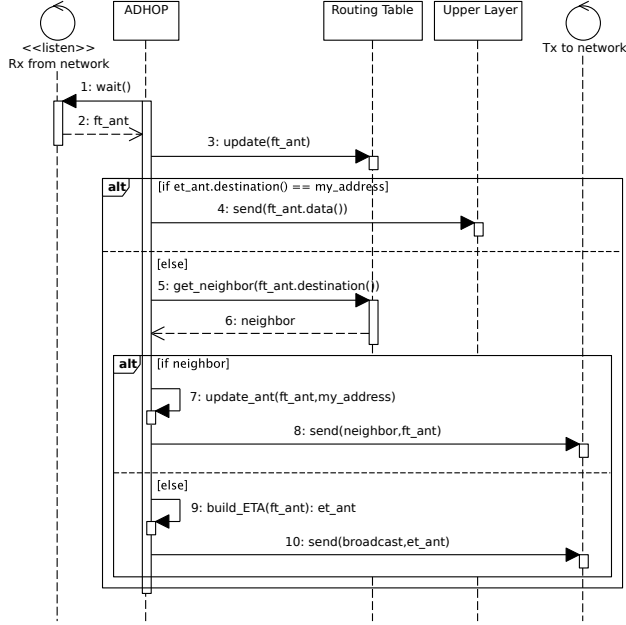 ADHOP
Routing Table
Upper Layer
<<listen>>
Rx from network
Tx to network
1: wait()
2: ft_ant
3: update(ft_ant)
alt
[if et_ant.destination() == my_address]
4: send(ft_ant.data())
[else]
5: get_neighbor(ft_ant.destination())
6: neighbor
alt
[if neighbor]
7: update_ant(ft_ant,my_address)
8: send(neighbor,ft_ant)
[else]
9: build_ETA(ft_ant): et_ant
10: send(broadcast,et_ant)